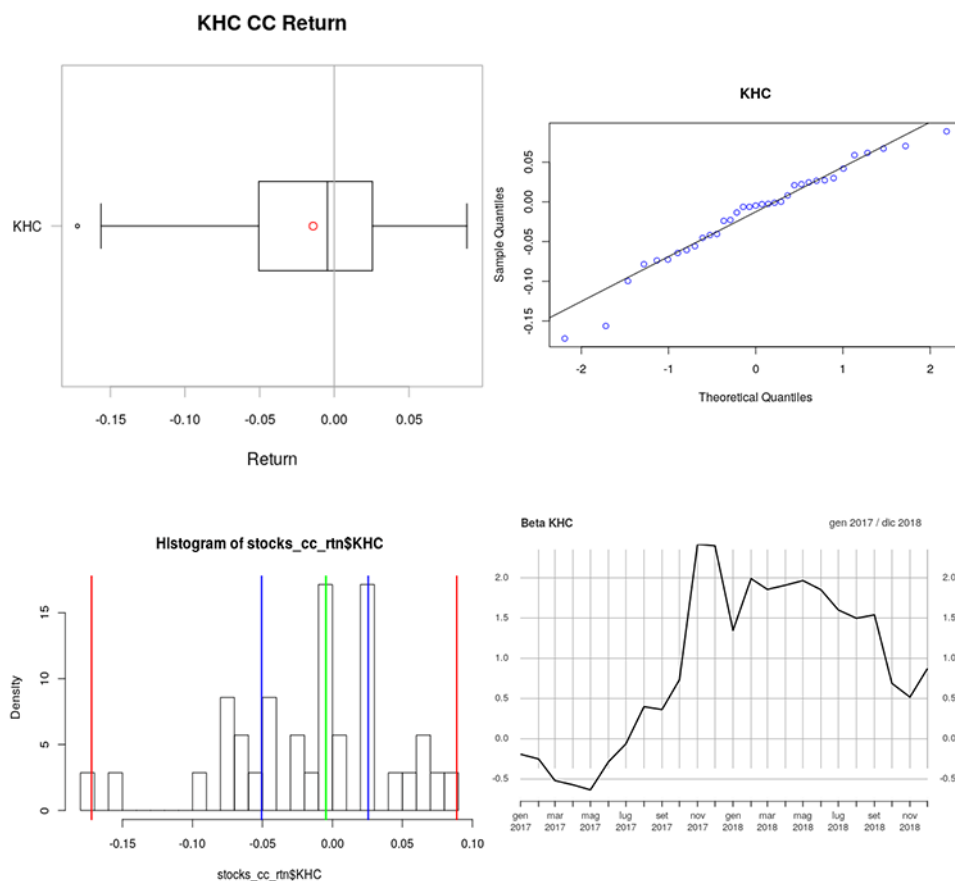 KHC CC Return
KHC
-0.15 -0.10 -0.05 0.00 0.05
Return
KHC
Sample Quantiles
0.05
0.00
-0.05
-0.10
-0.15
-2 -1 0 1 2
Theoretical Quantiles
Histogram of stocks_cc_rtn$KHC
Density
15
10
5
0
-0.15 -0.10 -0.05 0.00 0.05 0.10
stocks_cc_rtn$KHC
Beta KHC gen 2017 / dic 2018
2.0 2.0
1.5 1.5
1.0 1.0
0.5 0.5
0.0 0.0
-0.5 -0.5
gen mar mag lug set nov gen mar mag lug set nov
2017 2017 2017 2017 2017 2017 2018 2018 2018 2018 2018 2018